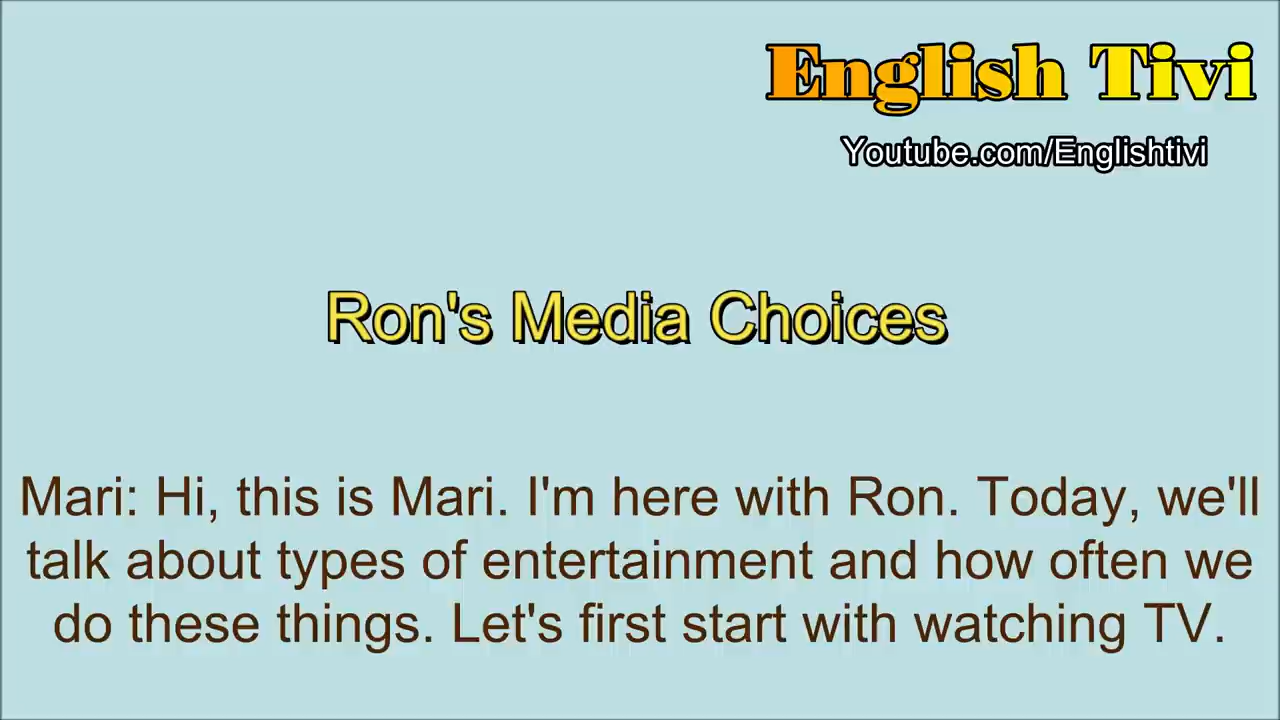 English Tivi
Youtube.com/Englishtivi
Ron's Media Choices
Mari: Hi, this is Mari. I'm here with Ron. Today, we'll
talk about types of entertainment and how often we
do these things. Let's first start with watching TV.